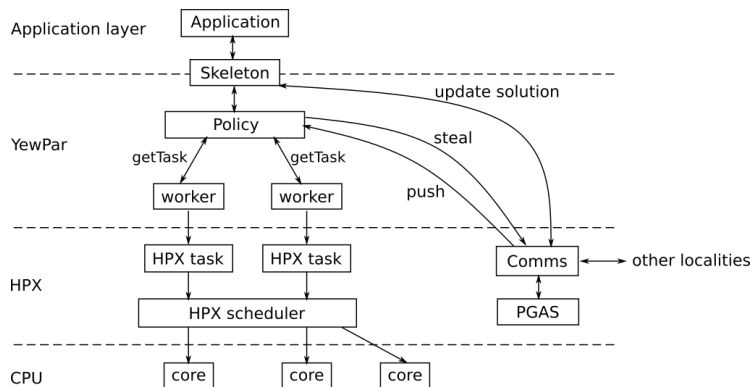 Application
Application layer
Skeleton
update solution
Policy
steal
YewPar
getTask
getTask
push
worker
worker
HPX task
HPX task
Comms
other localities
HPX
HPX scheduler
PGAS
CPU
core
core
core